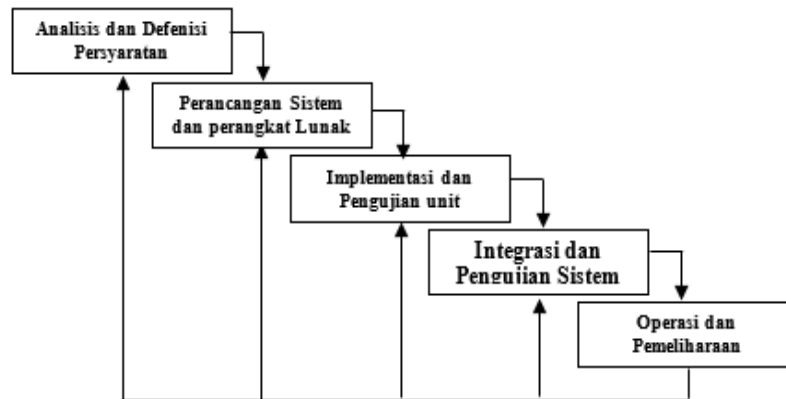 Analisis dan Defenisi
Persyaratan
Perancangan Sistem
dan perangkat Lunak
Implementasi dan
Pengujian unit
Integrasi dan
Pengujian Sistem
Operasi dan
Pemeliharaan